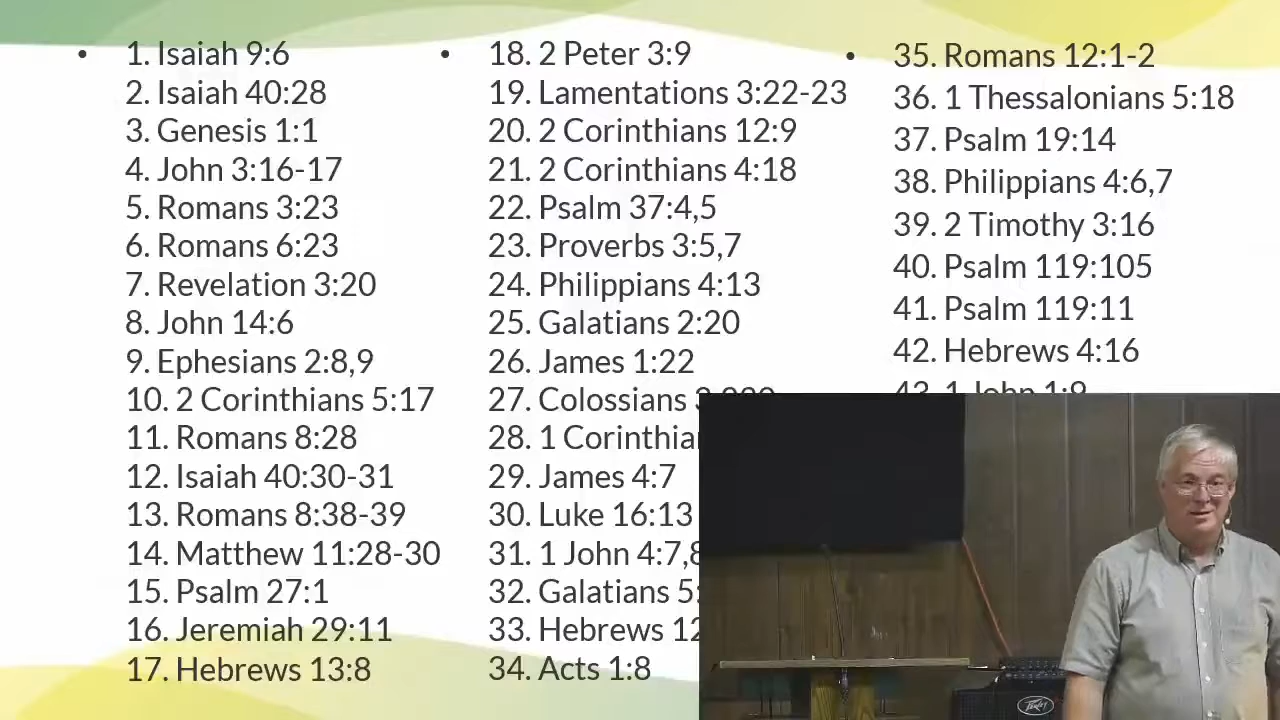 • 1. Isaiah 9:6
2. Isaiah 40:28
3. Genesis 1:1
4. John 3:16-17
5. Romans 3:23
6. Romans 6:23
7. Revelation 3:20
8. John 14:6
9. Ephesians 2:8,9
10. 2 Corinthians 5:17
11. Romans 8:28
12. Isaiah 40:30-31
13. Romans 8:38-39
14. Matthew 11:28-30
15. Psalm 27:1
16. Jeremiah 29:11
17. Hebrews 13:8
• 18. 2 Peter 3:9
19. Lamentations 3:22-23
20. 2 Corinthians 12:9
21. 2 Corinthians 4:18
22. Psalm 37:4,5
23. Proverbs 3:5,7
24. Philippians 4:13
25. Galatians 2:20
26. James 1:22
27. Colossians
28. 1
29. James 4:7
30. Luke 16:13
31. 1 John 4:7,8
32. Galatians 5:
33. Hebrews 12
34. Acts 1:8
• 35. Romans 12:1-2
36. 1 Thessalonians 5:18
37. Psalm 19:14
38. Philippians 4:6,7
39. 2 Timothy 3:16
40. Psalm 119:105
41. Psalm 119:11
42. Hebrews 4:16
43. 1 John 1:9